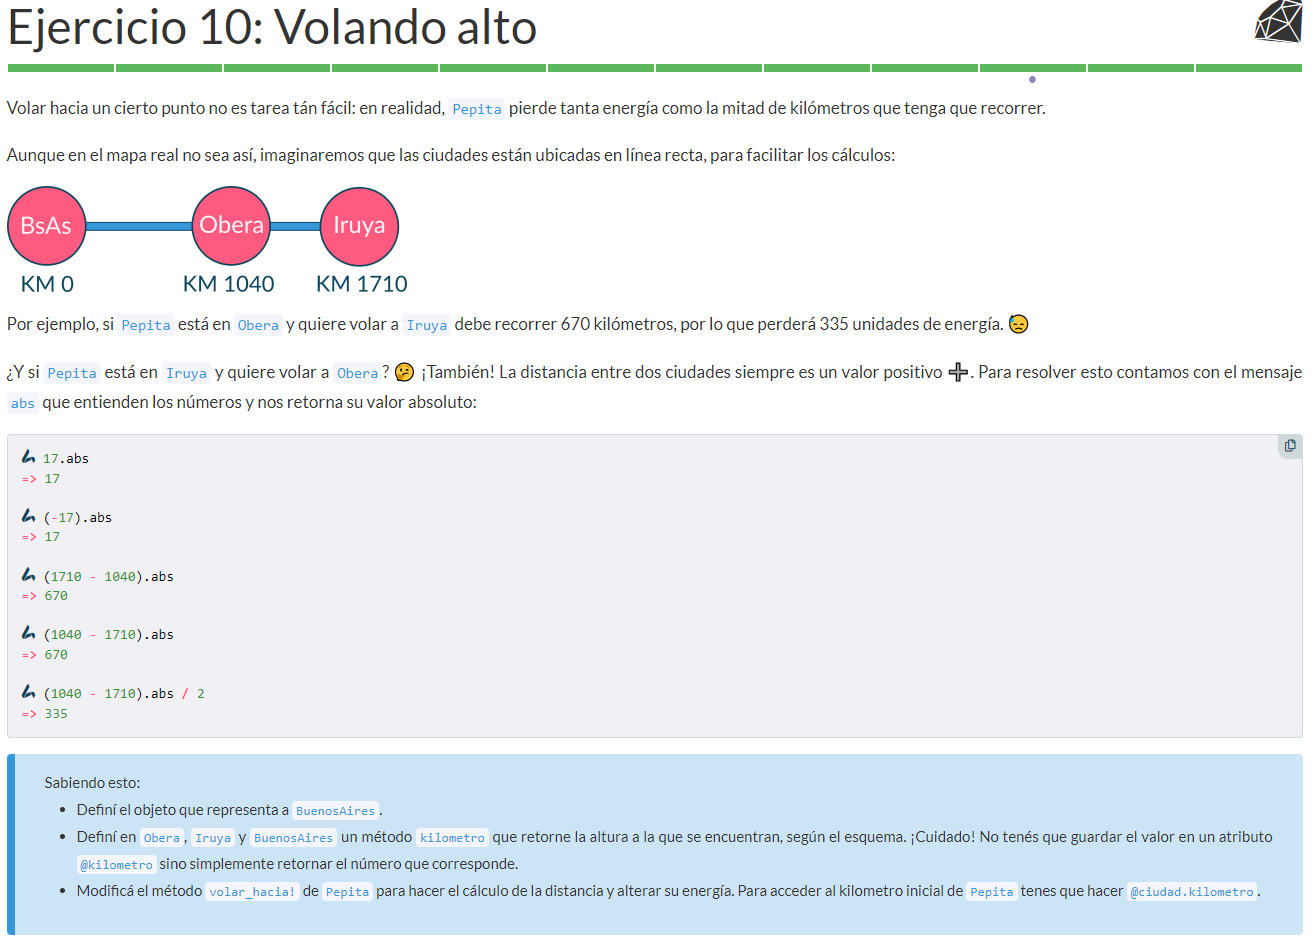 Ejercicio 10: Volando alto
Volar hacia un cierto punto no es tarea tán fácil: en realidad, Pepita pierde tanta energía como la mitad de kilómetros que tenga que recorrer.
Aunque en el mapa real no sea así, imaginaremos que las ciudades están ubicadas en línea recta, para facilitar los cálculos:
BsAs Obera Iruya
KM 0 KM 1040 KM 1710
Por ejemplo, si Pepita está en Obera y quiere volar a Iruya debe recorrer 670 kilómetros, por lo que perderá 335 unidades de energía. 😓
¿Y si Pepita está en Iruya y quiere volar a Obera? 🤔 ¡También! La distancia entre dos ciudades siempre es un valor positivo ➕. Para resolver esto contamos con el mensaje
abs que entienden los números y nos retorna su valor absoluto:
17.abs
=> 17
(-17).abs
=> 17
(1710 - 1040).abs
=> 670
(1040 - 1710).abs
=> 670
(1040 - 1710).abs / 2
=> 335
Sabiendo esto:
• Definí el objeto que representa a BuenosAires.
• Definí en Obera, Iruya y BuenosAires un método kilometro que retorne la altura a la que se encuentran, según el esquema. ¡Cuidado! No tenés que guardar el valor en un atributo
@kilometro sino simplemente retornar el número que corresponde.
• Modificá el método volar_hacia! de Pepita para hacer el cálculo de la distancia y alterar su energía. Para acceder al kilometro inicial de Pepita tenes que hacer @ciudad.kilometro.